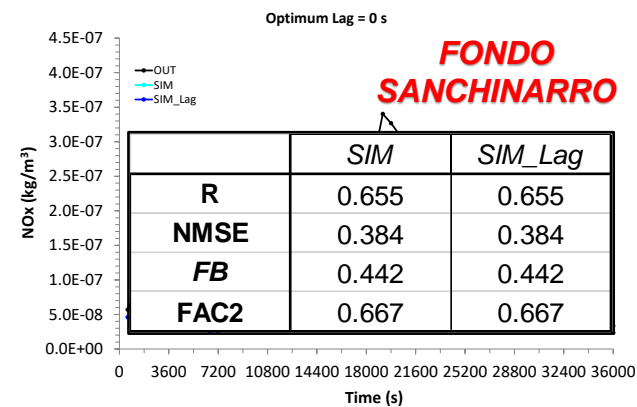 Optimum Lag = 0 s
FONDO
SANCHINARRO
OUT
SIM
SIM_Lag
NOx (kg/m³)
4.5E-07
4.0E-07
3.5E-07
3.0E-07
2.5E-07
2.0E-07
1.5E-07
1.0E-07
5.0E-08
0.0E+00
SIM SIM_Lag
R 0.655 0.655
NMSE 0.384 0.384
FB 0.442 0.442
FAC2 0.667 0.667
0 3600 7200 10800 14400 18000 21600 25200 28800 32400 36000
Time (s)